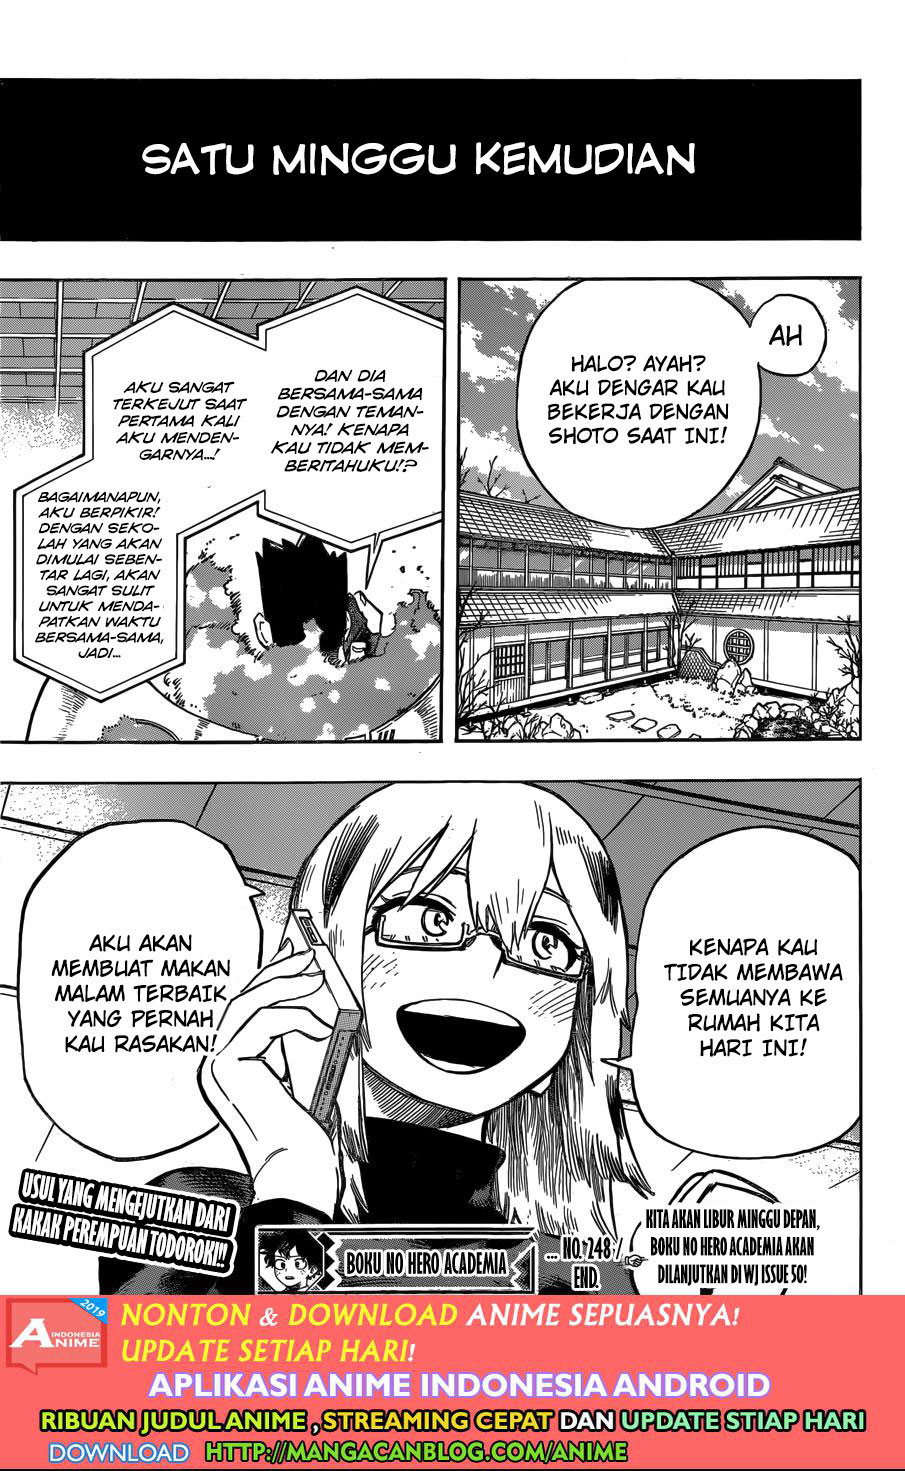 SATU MINGGU KEMUDIAN
AH
HALO? AYAH?
AKU DENGAR KAU
BEKERJA DENGAN
SHOTO SAAT INI!
DAN DIA
BERSAMA-SAMA
DENGAN TEMAN-
NYA! KENAPA
KAU TIDAK MEM-
BERITAHUKU!?
AKU SANGAT
TERKEJUT SAAT
PERTAMA KALI
AKU MENDEN-
GARNYA...!
BAGAIMANAPUN,
AKU BERPIKIR!
DENGAN SEKO-
LAH YANG AKAN
DIMULAI SEBEN-
TAR LAGI, AKAN
SANGAT SULIT
UNTUK MENDA-
PATKAN WAKTU
BERSAMA-SAMA,
JADI...
KENAPA KAU
TIDAK MEMBAWA
SEMUANYA KE
RUMAH KITA
HARI INI!
AKU AKAN
MEMBUAT MAKAN
MALAM TERBAIK
YANG PERNAH
KAU RASAKAN!
USUL YANG MENGEJUTKAN DARI
KAKAK PEREMPUAN TODOROKI!!
BOKU NO HERO ACADEMIA
... NO. 248 /
END.
KITA AKAN LIBUR MINGGU DEPAN,
BOKU NO HERO ACADEMIA AKAN
DILANJUTKAN DI WJ ISSUE 50!
2019
INDONESIA
ANIME
NONTON & DOWNLOAD ANIME SEPUASNYA!
UPDATE SETIAP HARI!
APLIKASI ANIME INDONESIA ANDROID
RIBUAN JUDUL ANIME , STREAMING CEPAT DAN UPDATE STIAP HARI
DOWNLOAD HTTP://MANGACANBLOG.COM/ANIME